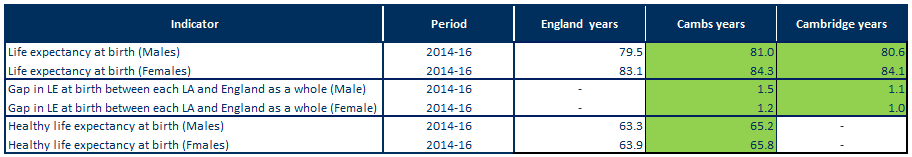 Indicator Period England years Cambs years Cambridge years
Life expectancy at birth (Males) 2014-16 79.5 81.0 80.6
Life expectancy at birth (Females) 2014-16 83.1 84.3 84.1
Gap in LE at birth between each LA and England as a whole (Male) 2014-16 - 1.5 1.1
Gap in LE at birth between each LA and England as a whole (Female) 2014-16 - 1.2 1.0
Healthy life expectancy at birth (Males) 2014-16 63.3 65.2 -
Healthy life expectancy at birth (Fmales) 2014-16 63.9 65.8 -